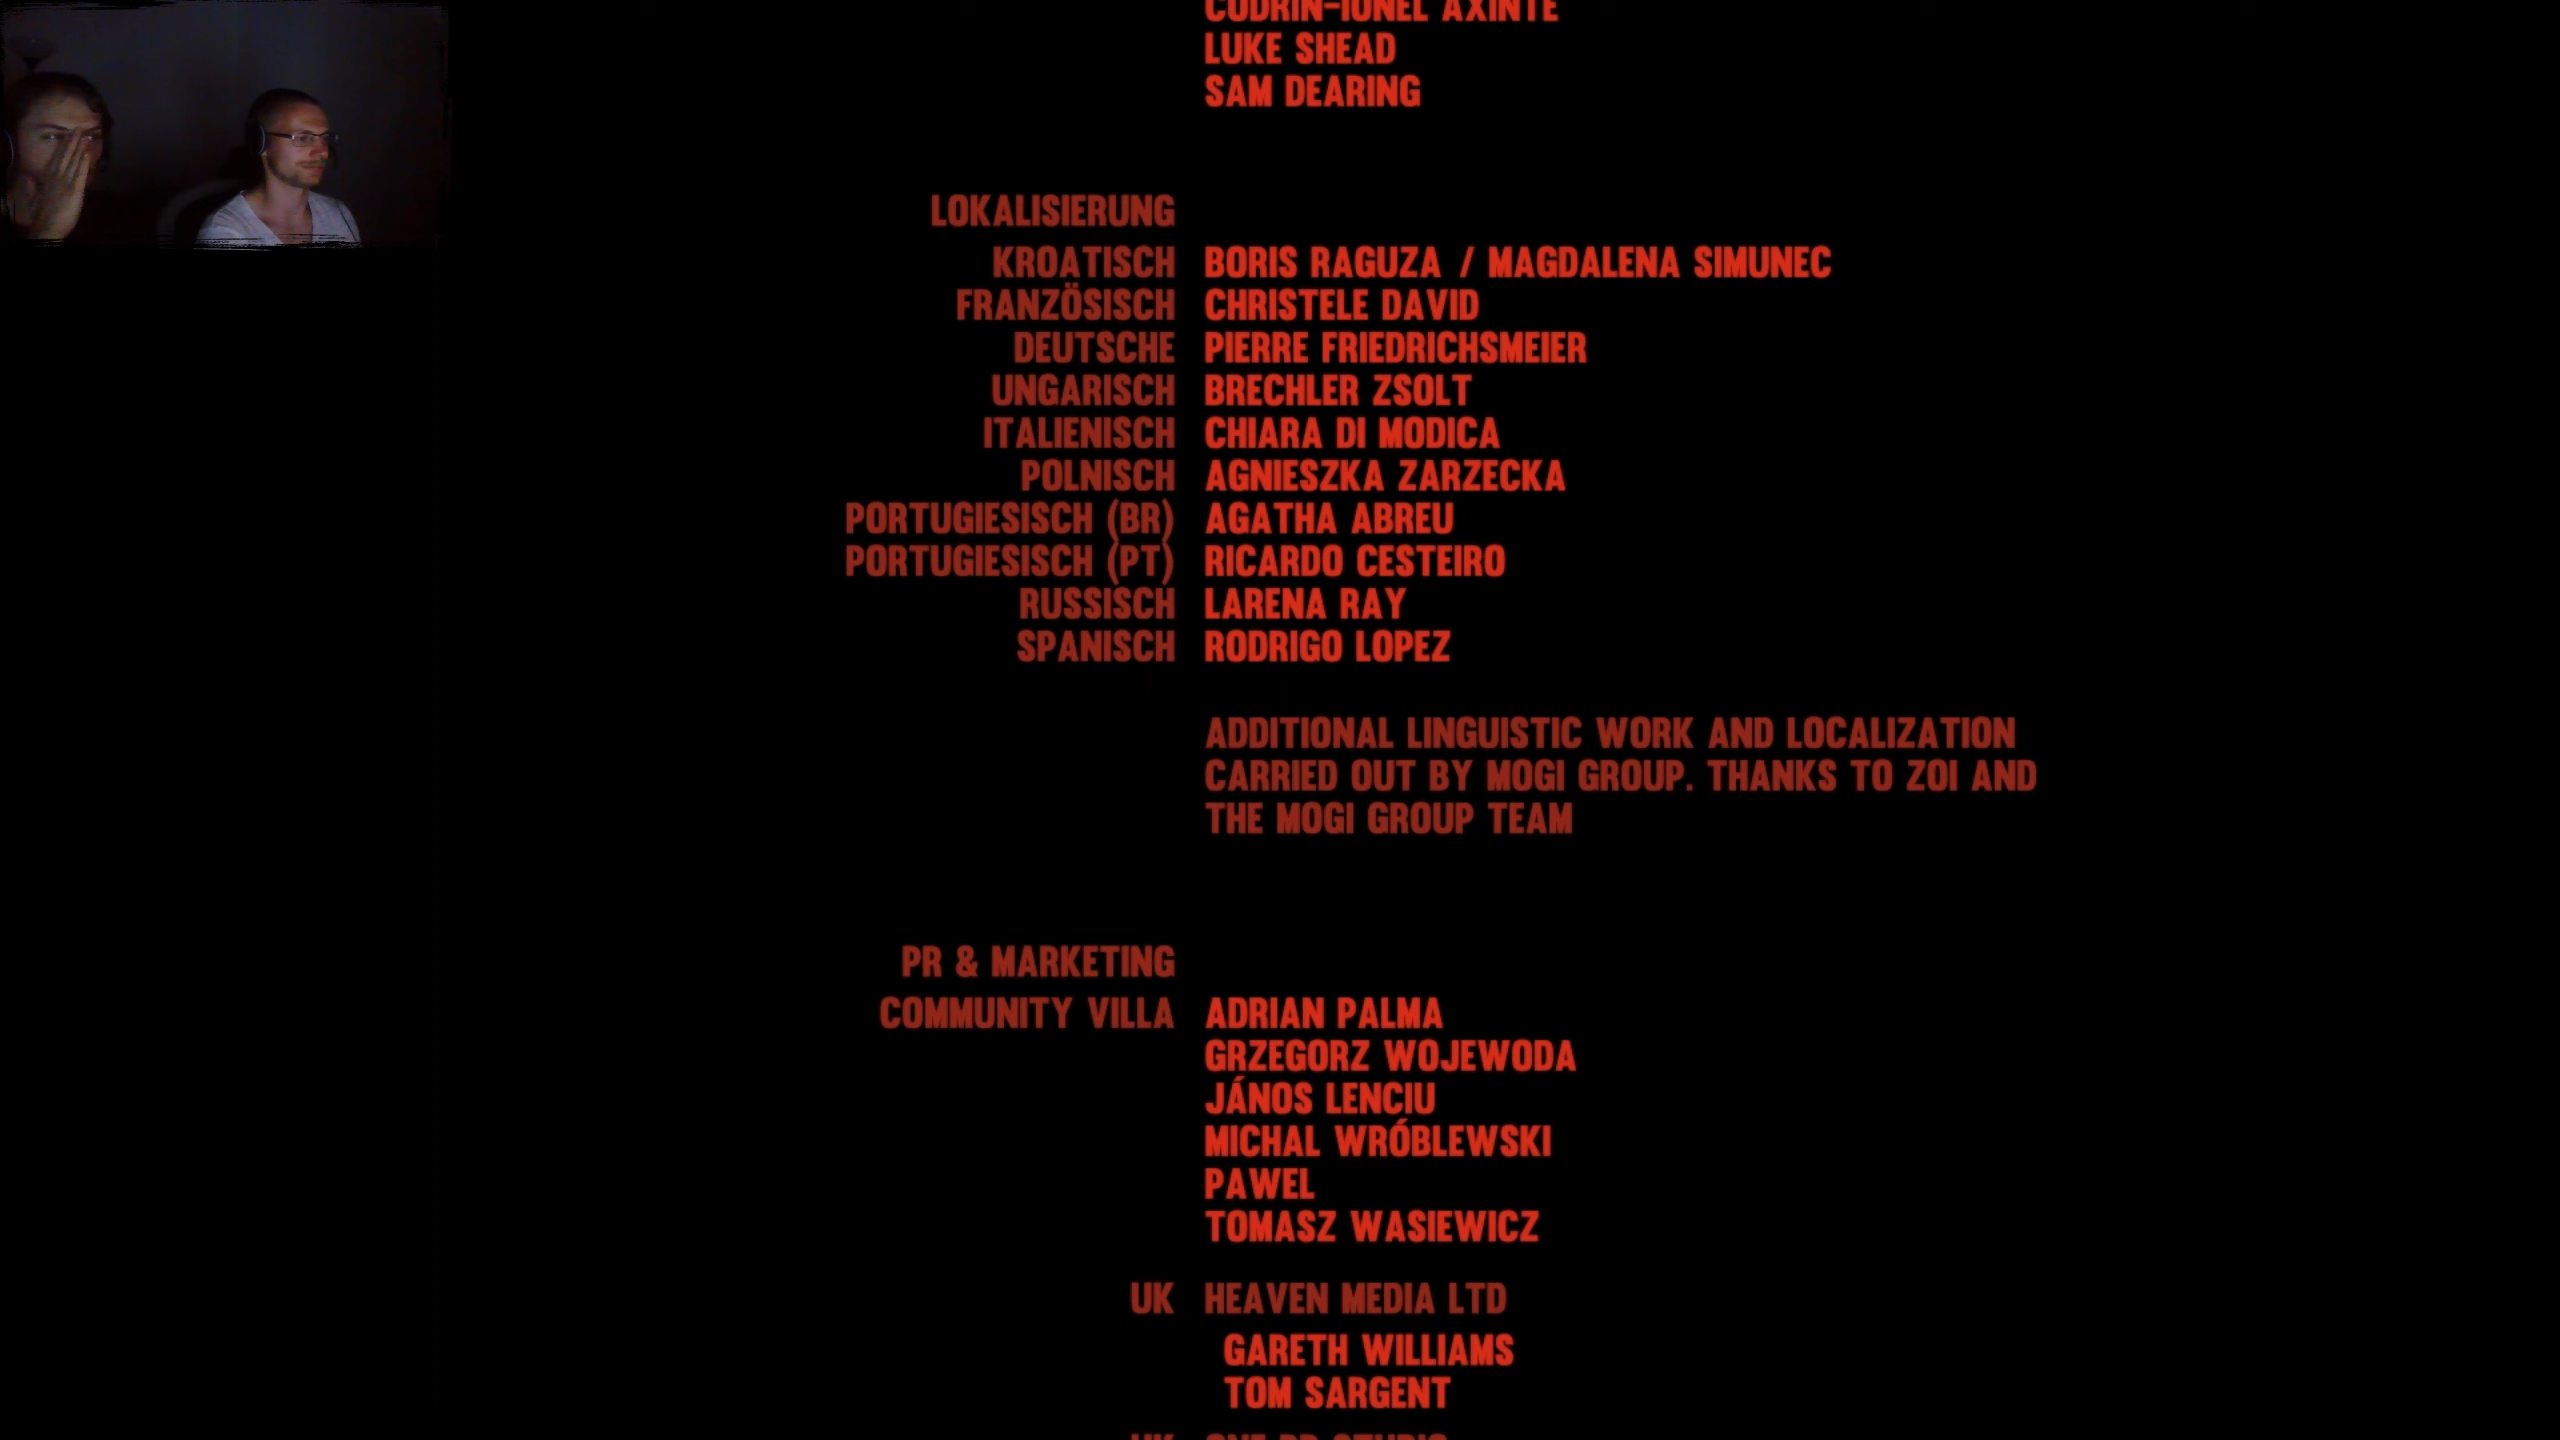 CODRIN-IONEL AXINTE
LUKE SHEAD
SAM DEARING
LOKALISIERUNG
KROATISCH BORIS RAGUZA / MAGDALENA SIMUNEC
FRANZÖSISCH CHRISTELE DAVID
DEUTSCHE PIERRE FRIEDRICHSMEIER
UNGARISCH BRECHLER ZSOLT
ITALIENISCH CHIARA DI MODICA
POLNISCH AGNIESZKA ZARZECKA
PORTUGIESISCH (BR) AGATHA ABREU
PORTUGIESISCH (PT) RICARDO CESTEIRO
RUSSISCH LARENA RAY
SPANISCH RODRIGO LOPEZ
ADDITIONAL LINGUISTIC WORK AND LOCALIZATION
CARRIED OUT BY MOGI GROUP. THANKS TO ZOI AND
THE MOGI GROUP TEAM
PR & MARKETING
COMMUNITY VILLA ADRIAN PALMA
GRZEGORZ WOJEWODA
JÁNOS LENCIU
MICHAL WRÓBLEWSKI
PAWEL
TOMASZ WASIEWICZ
UK HEAVEN MEDIA LTD
GARETH WILLIAMS
TOM SARGENT